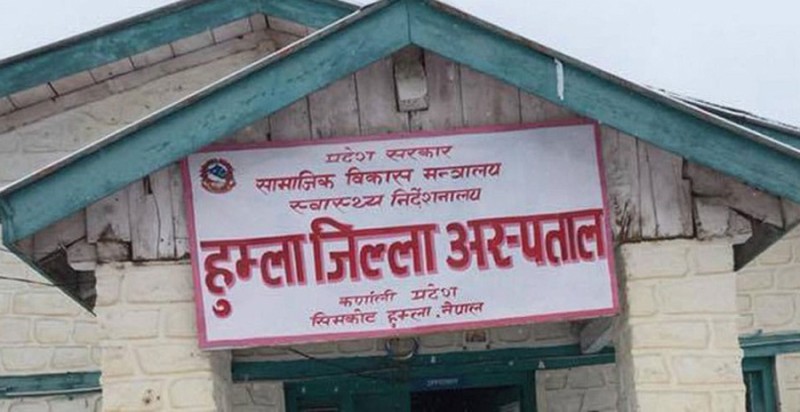 प्रदेश सरकार
सामाजिक विकास मन्त्रालय
स्वास्थ्य निर्देशनालय
हुम्ला जिल्ला अस्पताल
कर्णाली प्रदेश
सिमकोट हुम्ला, नेपाल